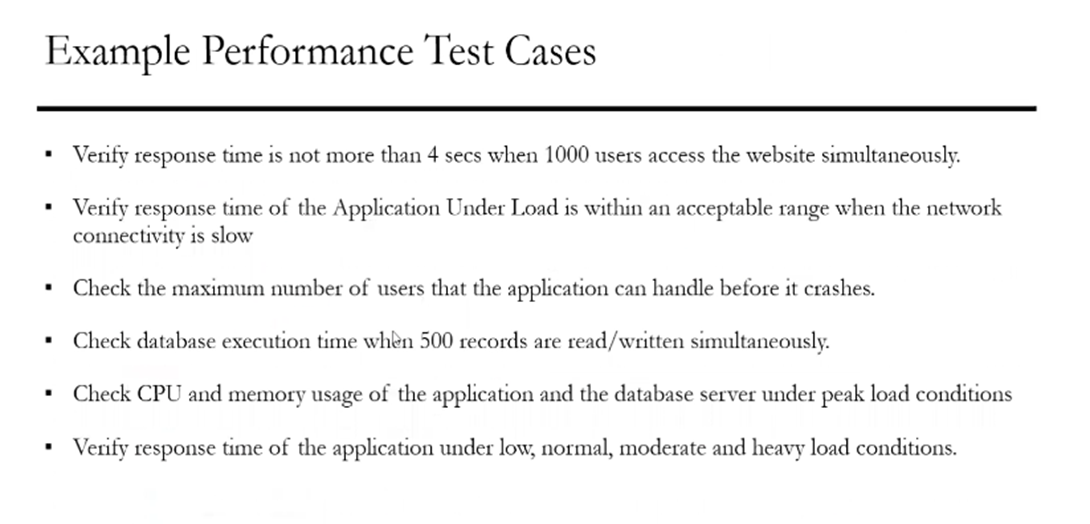 Example Performance Test Cases
▪ Verify response time is not more than 4 secs when 1000 users access the website simultaneously.
▪ Verify response time of the Application Under Load is within an acceptable range when the network
connectivity is slow
▪ Check the maximum number of users that the application can handle before it crashes.
▪ Check database execution time when 500 records are read/written simultaneously.
▪ Check CPU and memory usage of the application and the database server under peak load conditions
▪ Verify response time of the application under low, normal, moderate and heavy load conditions.